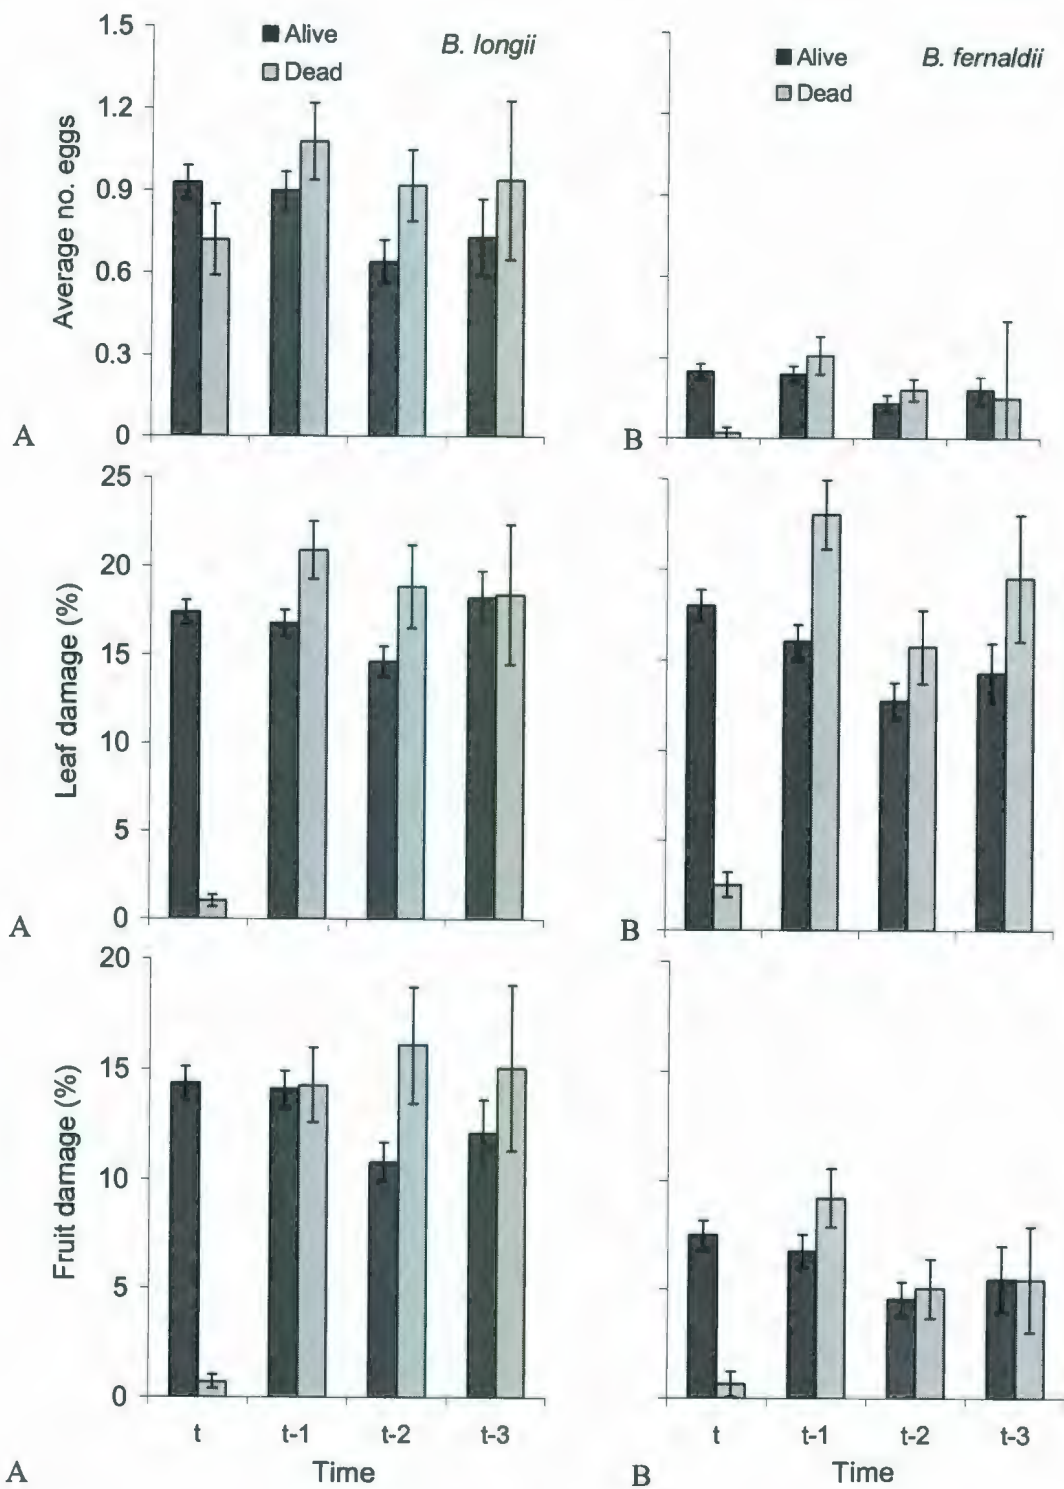 Alive
Dead
B. longii
Alive
Dead
B. fernaldii
Average no. eggs
1.5
1.2
0.9
0.6
0.3
0
A
B
Leaf damage (%)
25
20
15
10
5
0
A
B
Fruit damage (%)
20
15
10
5
0
t t-1 t-2 t-3
t t-1 t-2 t-3
A
Time
B
Time